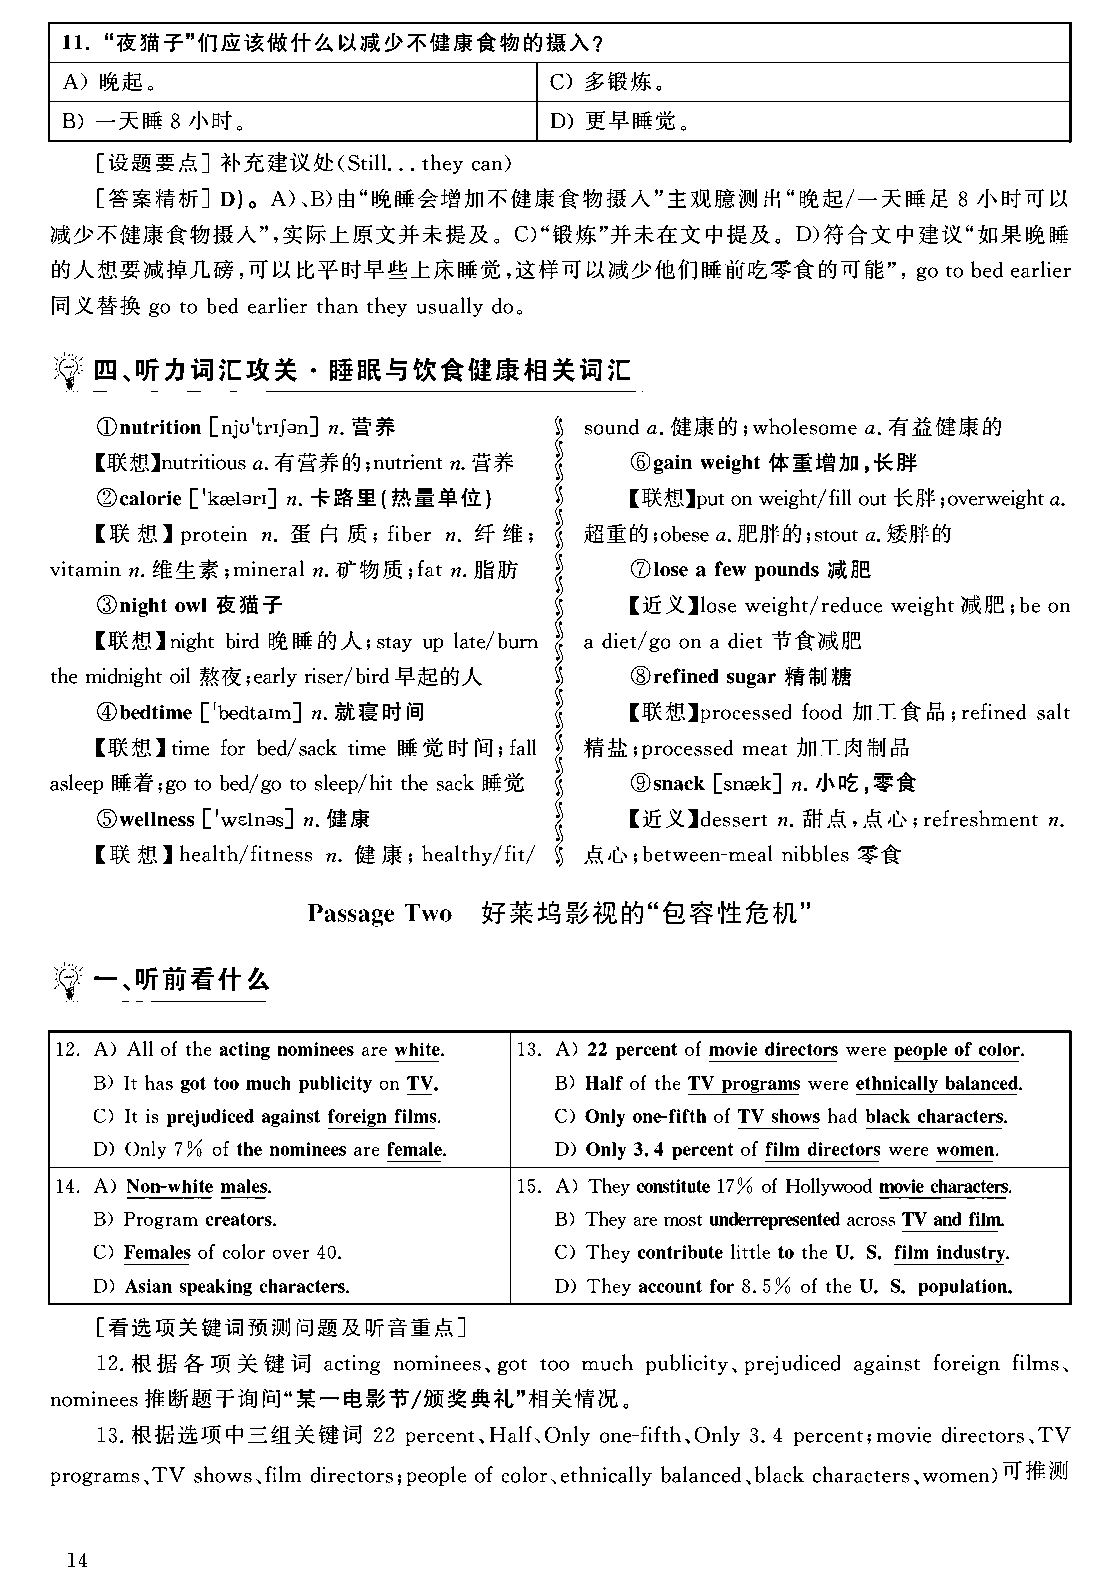 11. “夜猫子”们应该做什么以减少不健康食物的摄入?
A) 晚起。
C) 多锻炼。
B) 一天睡 8 小时。
D) 更早睡觉。
[设题要点] 补充建议处(Still...they can)
[答案精析] D)。A)、B)由“晚睡会增加不健康食物摄入”主观臆测出“晚起/一天睡足 8 小时可以
减少不健康食物摄入”,实际上原文并未提及。C)“锻炼”并未在文中提及。D)符合文中建议“如果晚睡
的人想要减掉几磅,可以比平时早些上床睡觉,这样可以减少他们睡前吃零食的可能”, go to bed earlier
同义替换 go to bed earlier than they usually do。
四、听力词汇攻关·睡眠与饮食健康相关词汇
①nutrition [njʊˈtrɪʃən] n. 营养
【联想】nutritious a. 有营养的;nutrient n. 营养
②calorie [ˈkælərɪ] n. 卡路里(热量单位)
【联想】protein n. 蛋白质; fiber n. 纤维;
vitamin n. 维生素;mineral n. 矿物质;fat n. 脂肪
③night owl 夜猫子
【联想】night bird 晚睡的人; stay up late/burn
the midnight oil 熬夜;early riser/bird 早起的人
④bedtime [ˈbedtaɪm] n. 就寝时间
【联想】time for bed/sack time 睡觉时间; fall
asleep 睡着;go to bed/go to sleep/hit the sack 睡觉
⑤wellness [ˈwɛlnəs] n. 健康
【联想】health/fitness n. 健康; healthy/fit/
sound a. 健康的;wholesome a. 有益健康的
⑥gain weight 体重增加,长胖
【联想】put on weight/fill out 长胖;overweight a.
超重的;obese a. 肥胖的;stout a. 矮胖的
⑦lose a few pounds 减肥
【近义】lose weight/reduce weight 减肥;be on
a diet/go on a diet 节食减肥
⑧refined sugar 精制糖
【联想】processed food 加工食品;refined salt
精盐;processed meat 加工肉制品
⑨snack [snæk] n. 小吃,零食
【近义】dessert n. 甜点,点心;refreshment n.
点心;between-meal nibbles 零食
Passage Two 好莱坞影视的“包容性危机”
一、听前看什么
12. A) All of the acting nominees are white.
B) It has got too much publicity on TV.
C) It is prejudiced against foreign films.
D) Only 7% of the nominees are female.
13. A) 22 percent of movie directors were people of color.
B) Half of the TV programs were ethnically balanced.
C) Only one-fifth of TV shows had black characters.
D) Only 3.4 percent of film directors were women.
14. A) Non-white males.
B) Program creators.
C) Females of color over 40.
D) Asian speaking characters.
15. A) They constitute 17% of Hollywood movie characters.
B) They are most underrepresented across TV and film.
C) They contribute little to the U. S. film industry.
D) They account for 8.5% of the U. S. population.
[看选项关键词预测问题及听音重点]
12. 根据各项关键词 acting nominees、got too much publicity、prejudiced against foreign films、
nominees 推断题干询问“某一电影节/颁奖典礼”相关情况。
13. 根据选项中三组关键词 22 percent、Half、Only one-fifth、Only 3.4 percent;movie directors、TV
programs、TV shows、film directors;people of color、ethnically balanced、black characters、women)可推测
14